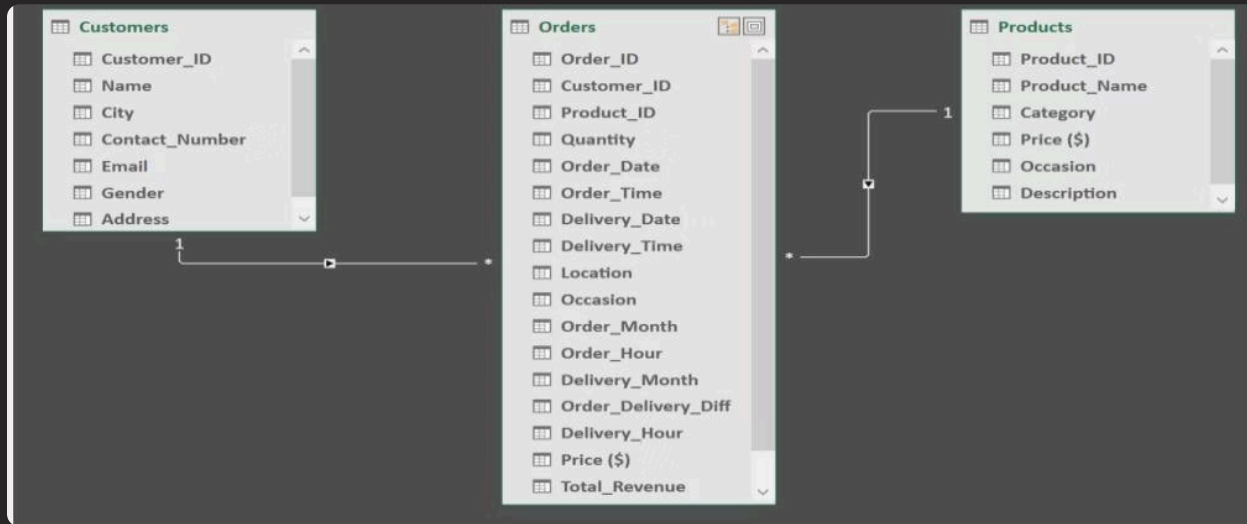 Customers
Customer_ID
Name
City
Contact_Number
Email
Gender
Address
1
*
Orders
Order_ID
Customer_ID
Product_ID
Quantity
Order_Date
Order_Time
Delivery_Date
Delivery_Time
Location
Occasion
Order_Month
Order_Hour
Delivery_Month
Order_Delivery_Diff
Delivery_Hour
Price ($)
Total_Revenue
*
1
Products
Product_ID
Product_Name
Category
Price ($)
Occasion
Description